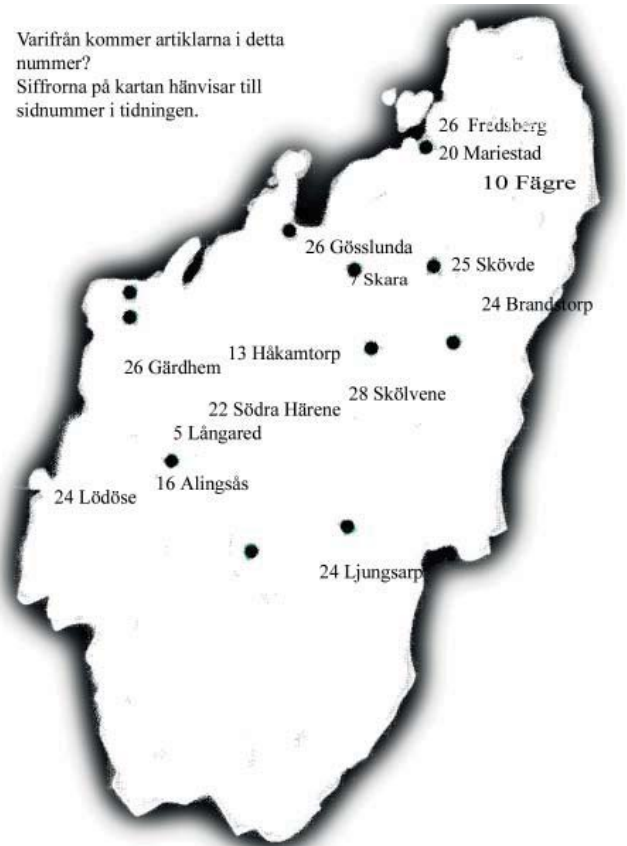 Varifrån kommer artiklarna i detta
nummer?
Siffrorna på kartan hänvisar till
sidnummer i tidningen.
26 Fredsberg
20 Mariestad
10 Fägre
26 Gösslunda
25 Skövde
7 Skara
24 Brandstorp
13 Håkamtorp
26 Gärdhem
28 Skölvene
22 Södra Härene
5 Långared
16 Alingsås
24 Lödöse
24 Ljungsarp